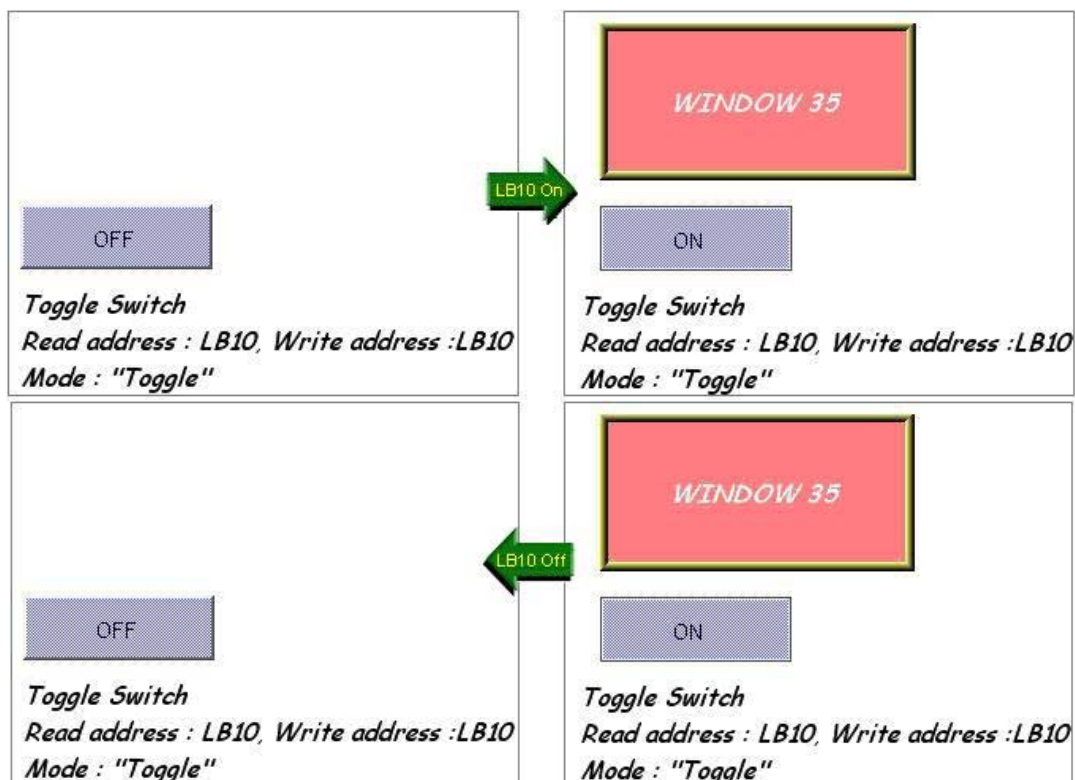 WINDOW 35
LB10 On
OFF
ON
Toggle Switch
Read address : LB10, Write address :LB10
Mode : "Toggle"
Toggle Switch
Read address : LB10, Write address :LB10
Mode : "Toggle"
WINDOW 35
LB10 Off
OFF
ON
Toggle Switch
Read address : LB10, Write address :LB10
Mode : "Toggle"
Toggle Switch
Read address : LB10, Write address :LB10
Mode : "Toggle"